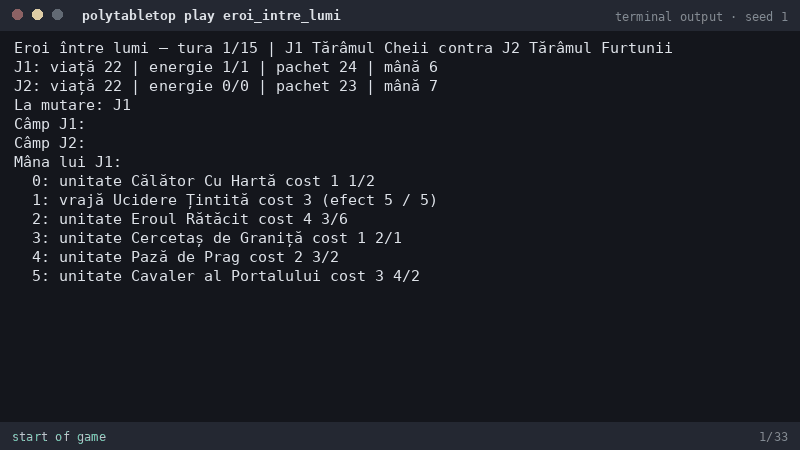 polytabletop play eroi_intre_lumi
terminal output · seed 1
Eroi între lumi — tura 1/15 | J1 Tărâmul Cheii contra J2 Tărâmul Furtunii
J1: viață 22 | energie 1/1 | pachet 24 | mână 6
J2: viață 22 | energie 0/0 | pachet 23 | mână 7
La mutare: J1
Câmp J1:
Câmp J2:
Mâna lui J1:
0: unitate Călător Cu Hartă cost 1 1/2
1: vrajă Ucidere Țintită cost 3 (efect 5 / 5)
2: unitate Eroul Rătăcit cost 4 3/6
3: unitate Cercetaș de Graniță cost 1 2/1
4: unitate Pază de Prag cost 2 3/2
5: unitate Cavaler al Portalului cost 3 4/2
start of game
1/33